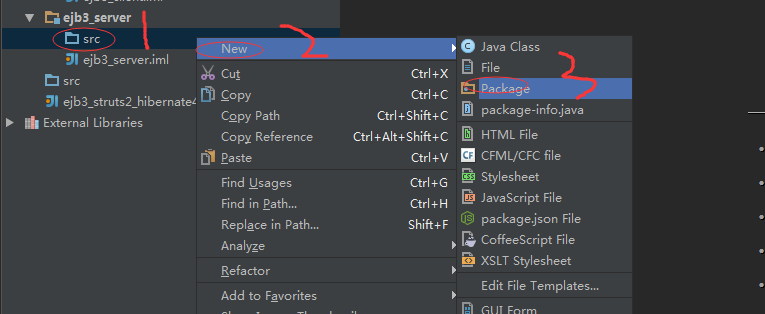 ejb3_server
src
ejb3_server.iml
src
ejb3_struts2_hibernate4
External Libraries
1
2
3
New
Cut Ctrl+X
Copy Ctrl+C
Copy Path Ctrl+Shift+C
Copy Reference Ctrl+Alt+Shift+C
Paste Ctrl+V
Find Usages Ctrl+G
Find in Path... Ctrl+H
Replace in Path... Shift+F
Analyze
Refactor
Add to Favorites
Java Class
File
Package
package-info.java
HTML File
CFML/CFC file
Stylesheet
JavaScript File
package.json File
CoffeeScript File
XSLT Stylesheet
Edit File Templates...
GUI Form